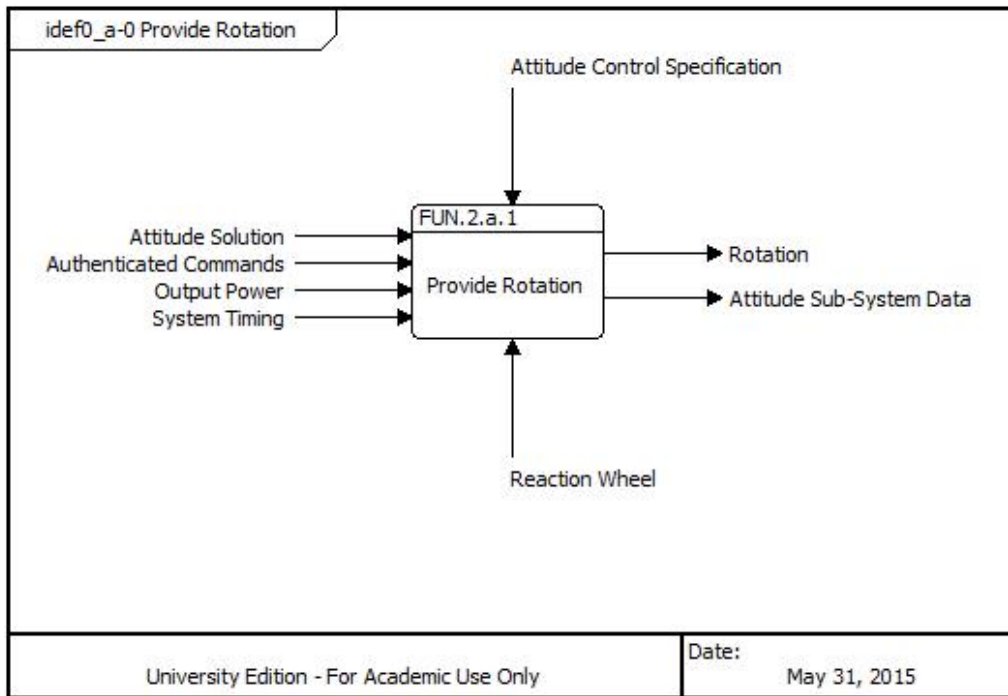 idef0_a-0 Provide Rotation
Attitude Control Specification
FUN.2.a.1
Provide Rotation
Attitude Solution
Authenticated Commands
Output Power
System Timing
Rotation
Attitude Sub-System Data
Reaction Wheel
University Edition - For Academic Use Only
Date:
May 31, 2015